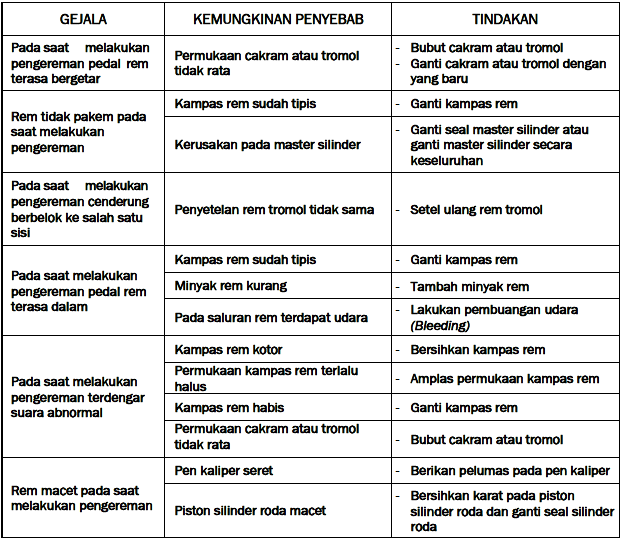 GEJALA
KEMUNGKINAN PENYEBAB
TINDAKAN
Pada saat melakukan
pengereman pedal rem
terasa bergetar
Permukaan cakram atau tromol
tidak rata
- Bubut cakram atau tromol
- Ganti cakram atau tromol dengan
yang baru
Rem tidak pakem pada
saat melakukan
pengereman
Kampas rem sudah tipis
- Ganti kampas rem
Kerusakan pada master silinder
- Ganti seal master silinder atau
ganti master silinder secara
keseluruhan
Pada saat melakukan
pengereman cenderung
berbelok ke salah satu
sisi
Penyetelan rem tromol tidak sama
- Setel ulang rem tromol
Pada saat melakukan
pengereman pedal rem
terasa dalam
Kampas rem sudah tipis
- Ganti kampas rem
Minyak rem kurang
- Tambah minyak rem
Pada saluran rem terdapat udara
- Lakukan pembuangan udara
(Bleeding)
Pada saat melakukan
pengereman terdengar
suara abnormal
Kampas rem kotor
- Bersihkan kampas rem
Permukaan kampas rem terlalu
halus
- Amplas permukaan kampas rem
Kampas rem habis
- Ganti kampas rem
Permukaan cakram atau tromol
tidak rata
- Bubut cakram atau tromol
Rem macet pada saat
melakukan pengereman
Pen kaliper seret
- Berikan pelumas pada pen kaliper
Piston silinder roda macet
- Bersihkan karat pada piston
silinder roda dan ganti seal silinder
roda